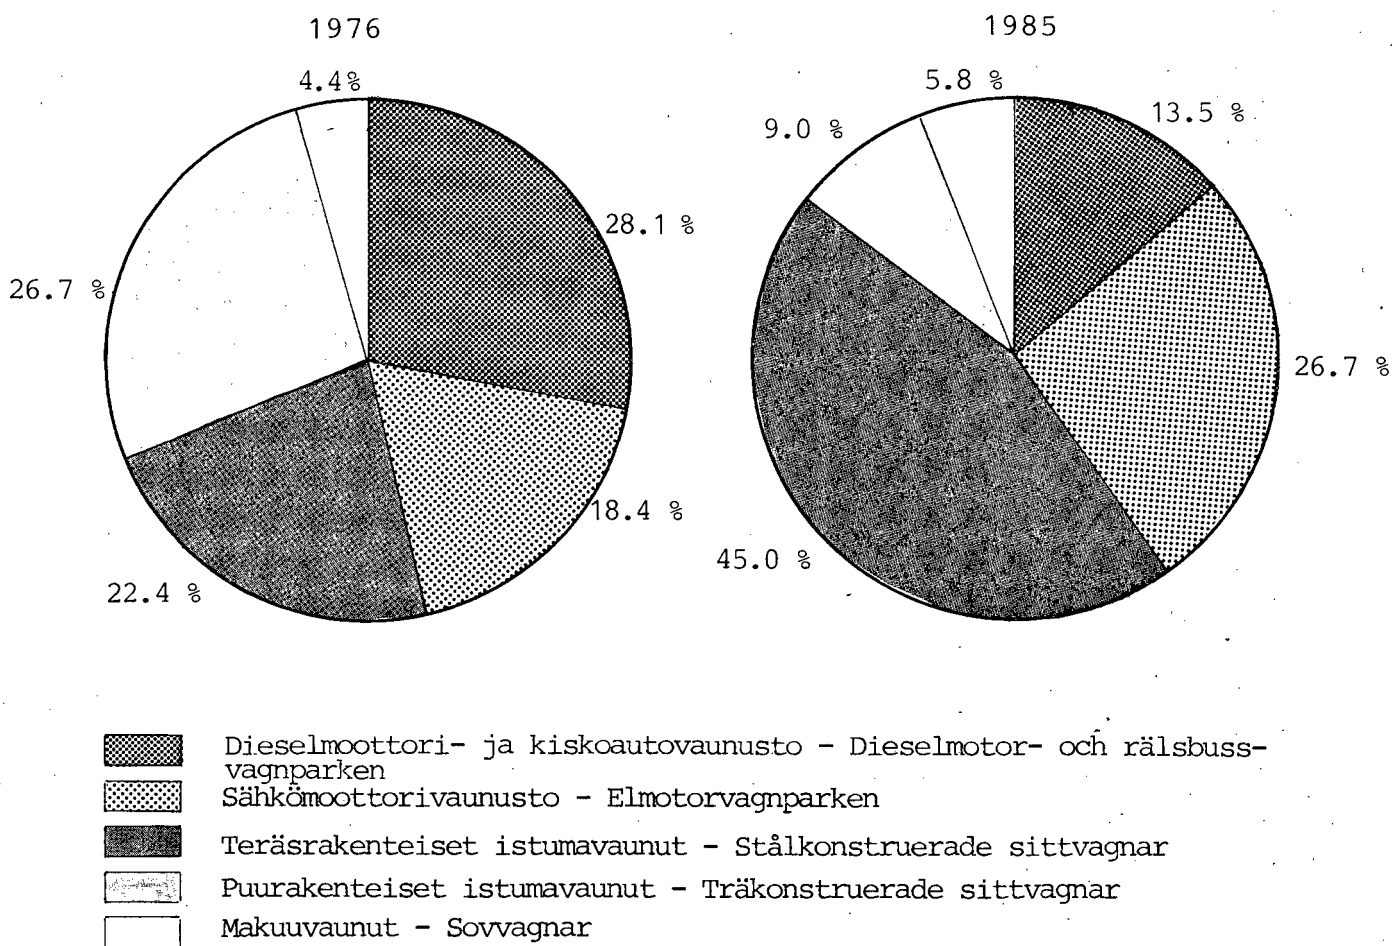 1976
1985
4.4%
5.8 %
9.0 %
13.5 %
28.1 %
26.7 %
26.7 %
18.4 %
45.0 %
22.4 %
Dieselmoottori- ja kiskoautovaunusto - Dieselmotor- och rälsbuss-
vagnparken
Sähkömoottorivaunusto - Elmotorvagnparken
Teräsrakenteiset istumavaunut - Stålkonstruerade sittvagnar
Puurakenteiset istumavaunut - Träkonstruerade sittvagnar
Makuuvaunut - Sovvagnar